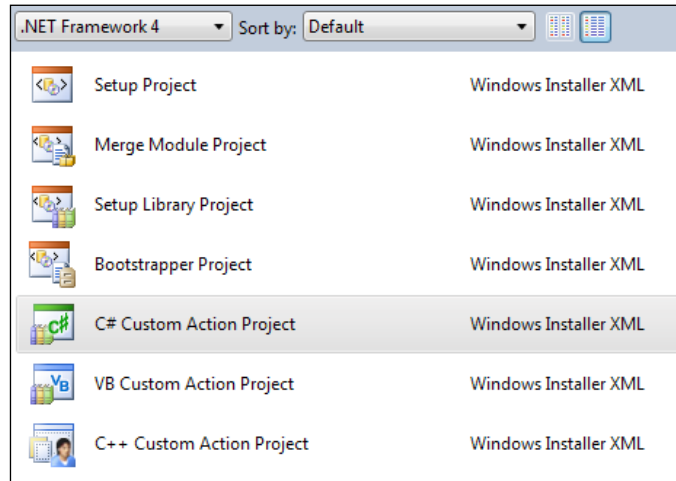 .NET Framework 4 Sort by: Default
Setup Project Windows Installer XML
Merge Module Project Windows Installer XML
Setup Library Project Windows Installer XML
Bootstrapper Project Windows Installer XML
C# C# Custom Action Project Windows Installer XML
VB VB Custom Action Project Windows Installer XML
C++ Custom Action Project Windows Installer XML